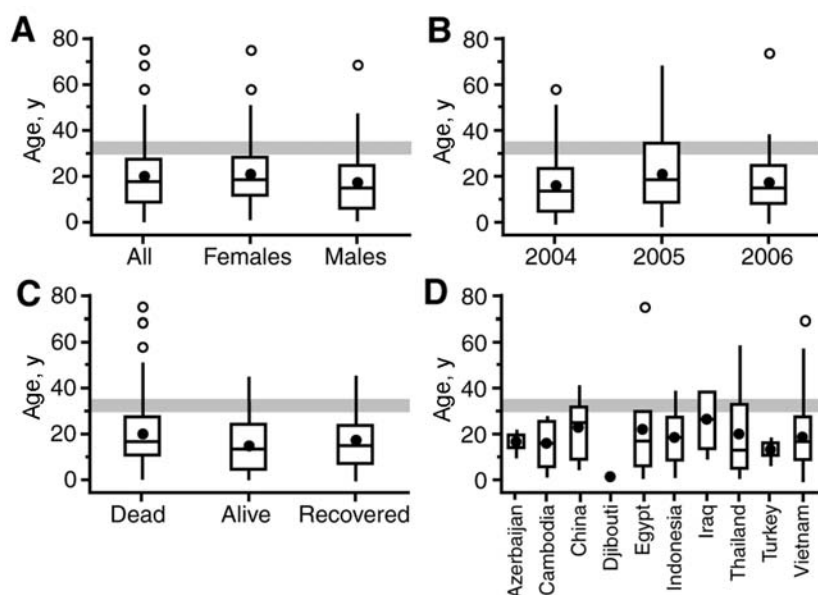 A
Age, y
80
60
40
20
0
All Females Males
B
Age, y
80
60
40
20
0
2004 2005 2006
C
Age, y
80
60
40
20
0
Dead Alive Recovered
D
Age, y
80
60
40
20
0
Azerbaijan
Cambodia
China
Djibouti
Egypt
Indonesia
Iraq
Thailand
Turkey
Vietnam